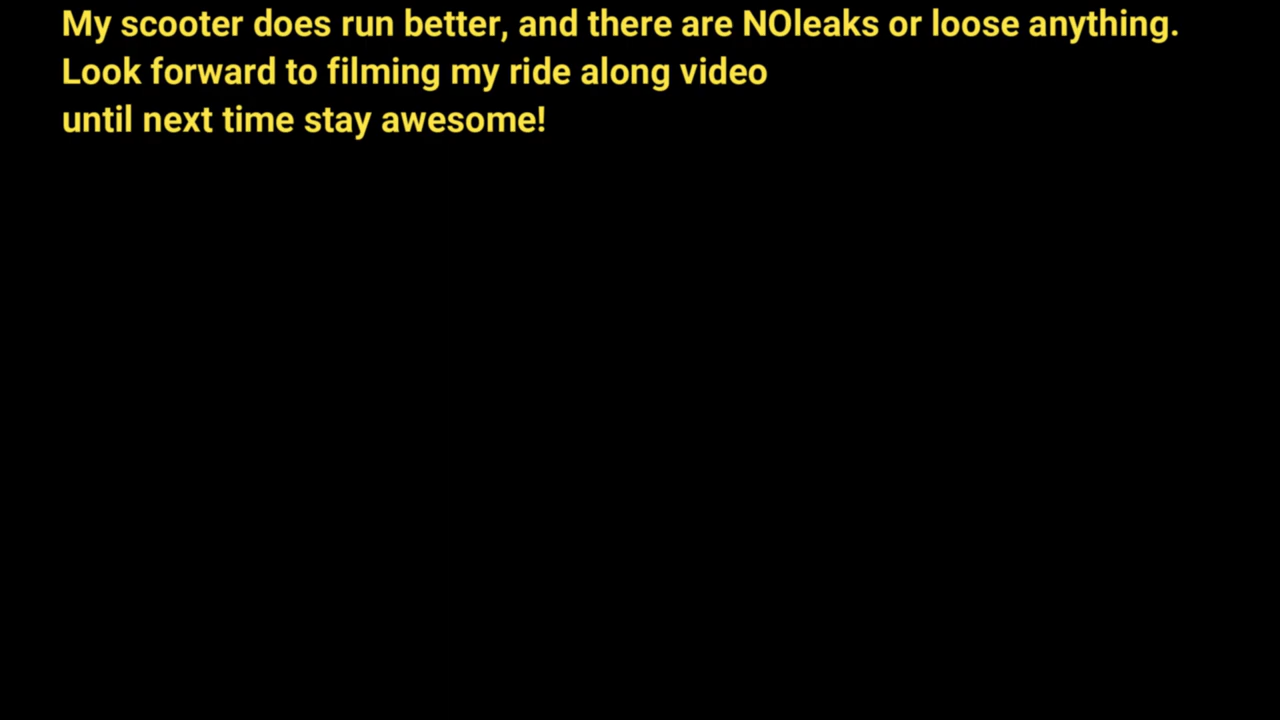 My scooter does run better, and there are NOleaks or loose anything.
Look forward to filming my ride along video
until next time stay awesome!